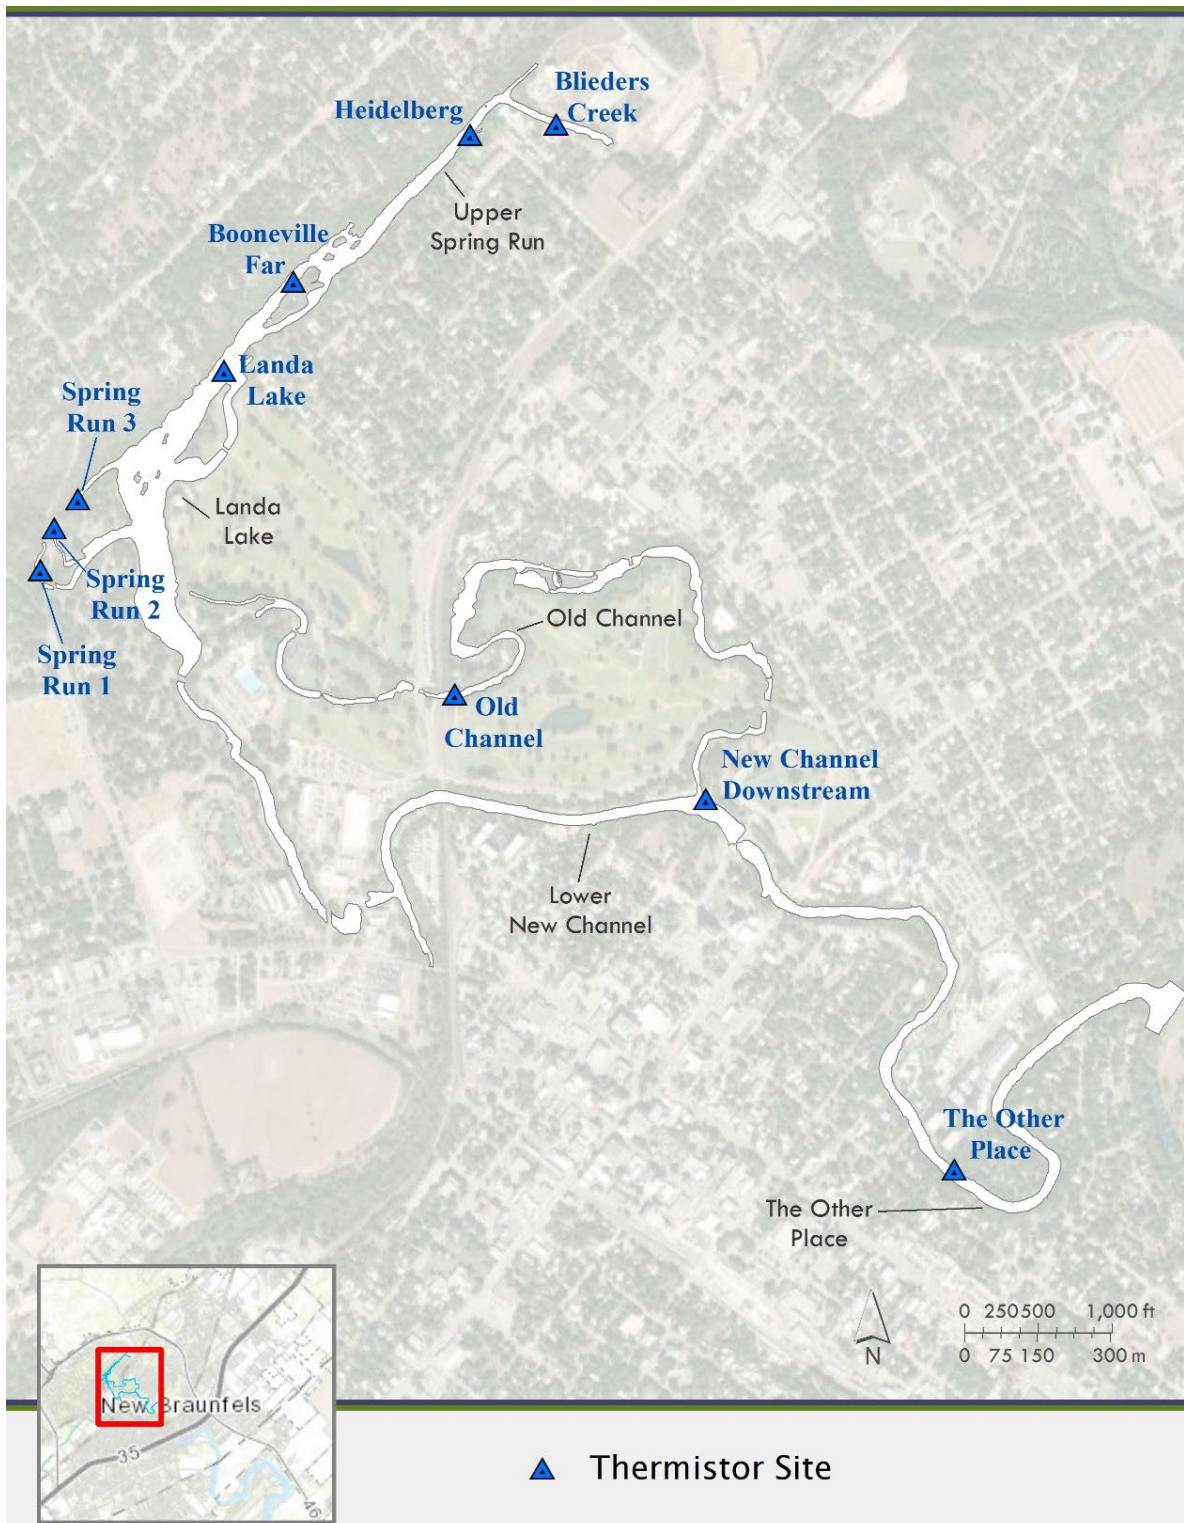 Blieders
Creek
Heidelberg
Upper
Spring Run
Booneville
Far
Landa
Lake
Spring
Run 3
Landa
Lake
Spring
Run 2
Old Channel
Spring
Run 1
Old
Channel
New Channel
Downstream
Lower
New Channel
The Other
Place
The Other
Place
0 250 500 1,000 ft
N
0 75 150 300 m
New Braunfels
35
46
Thermistor Site